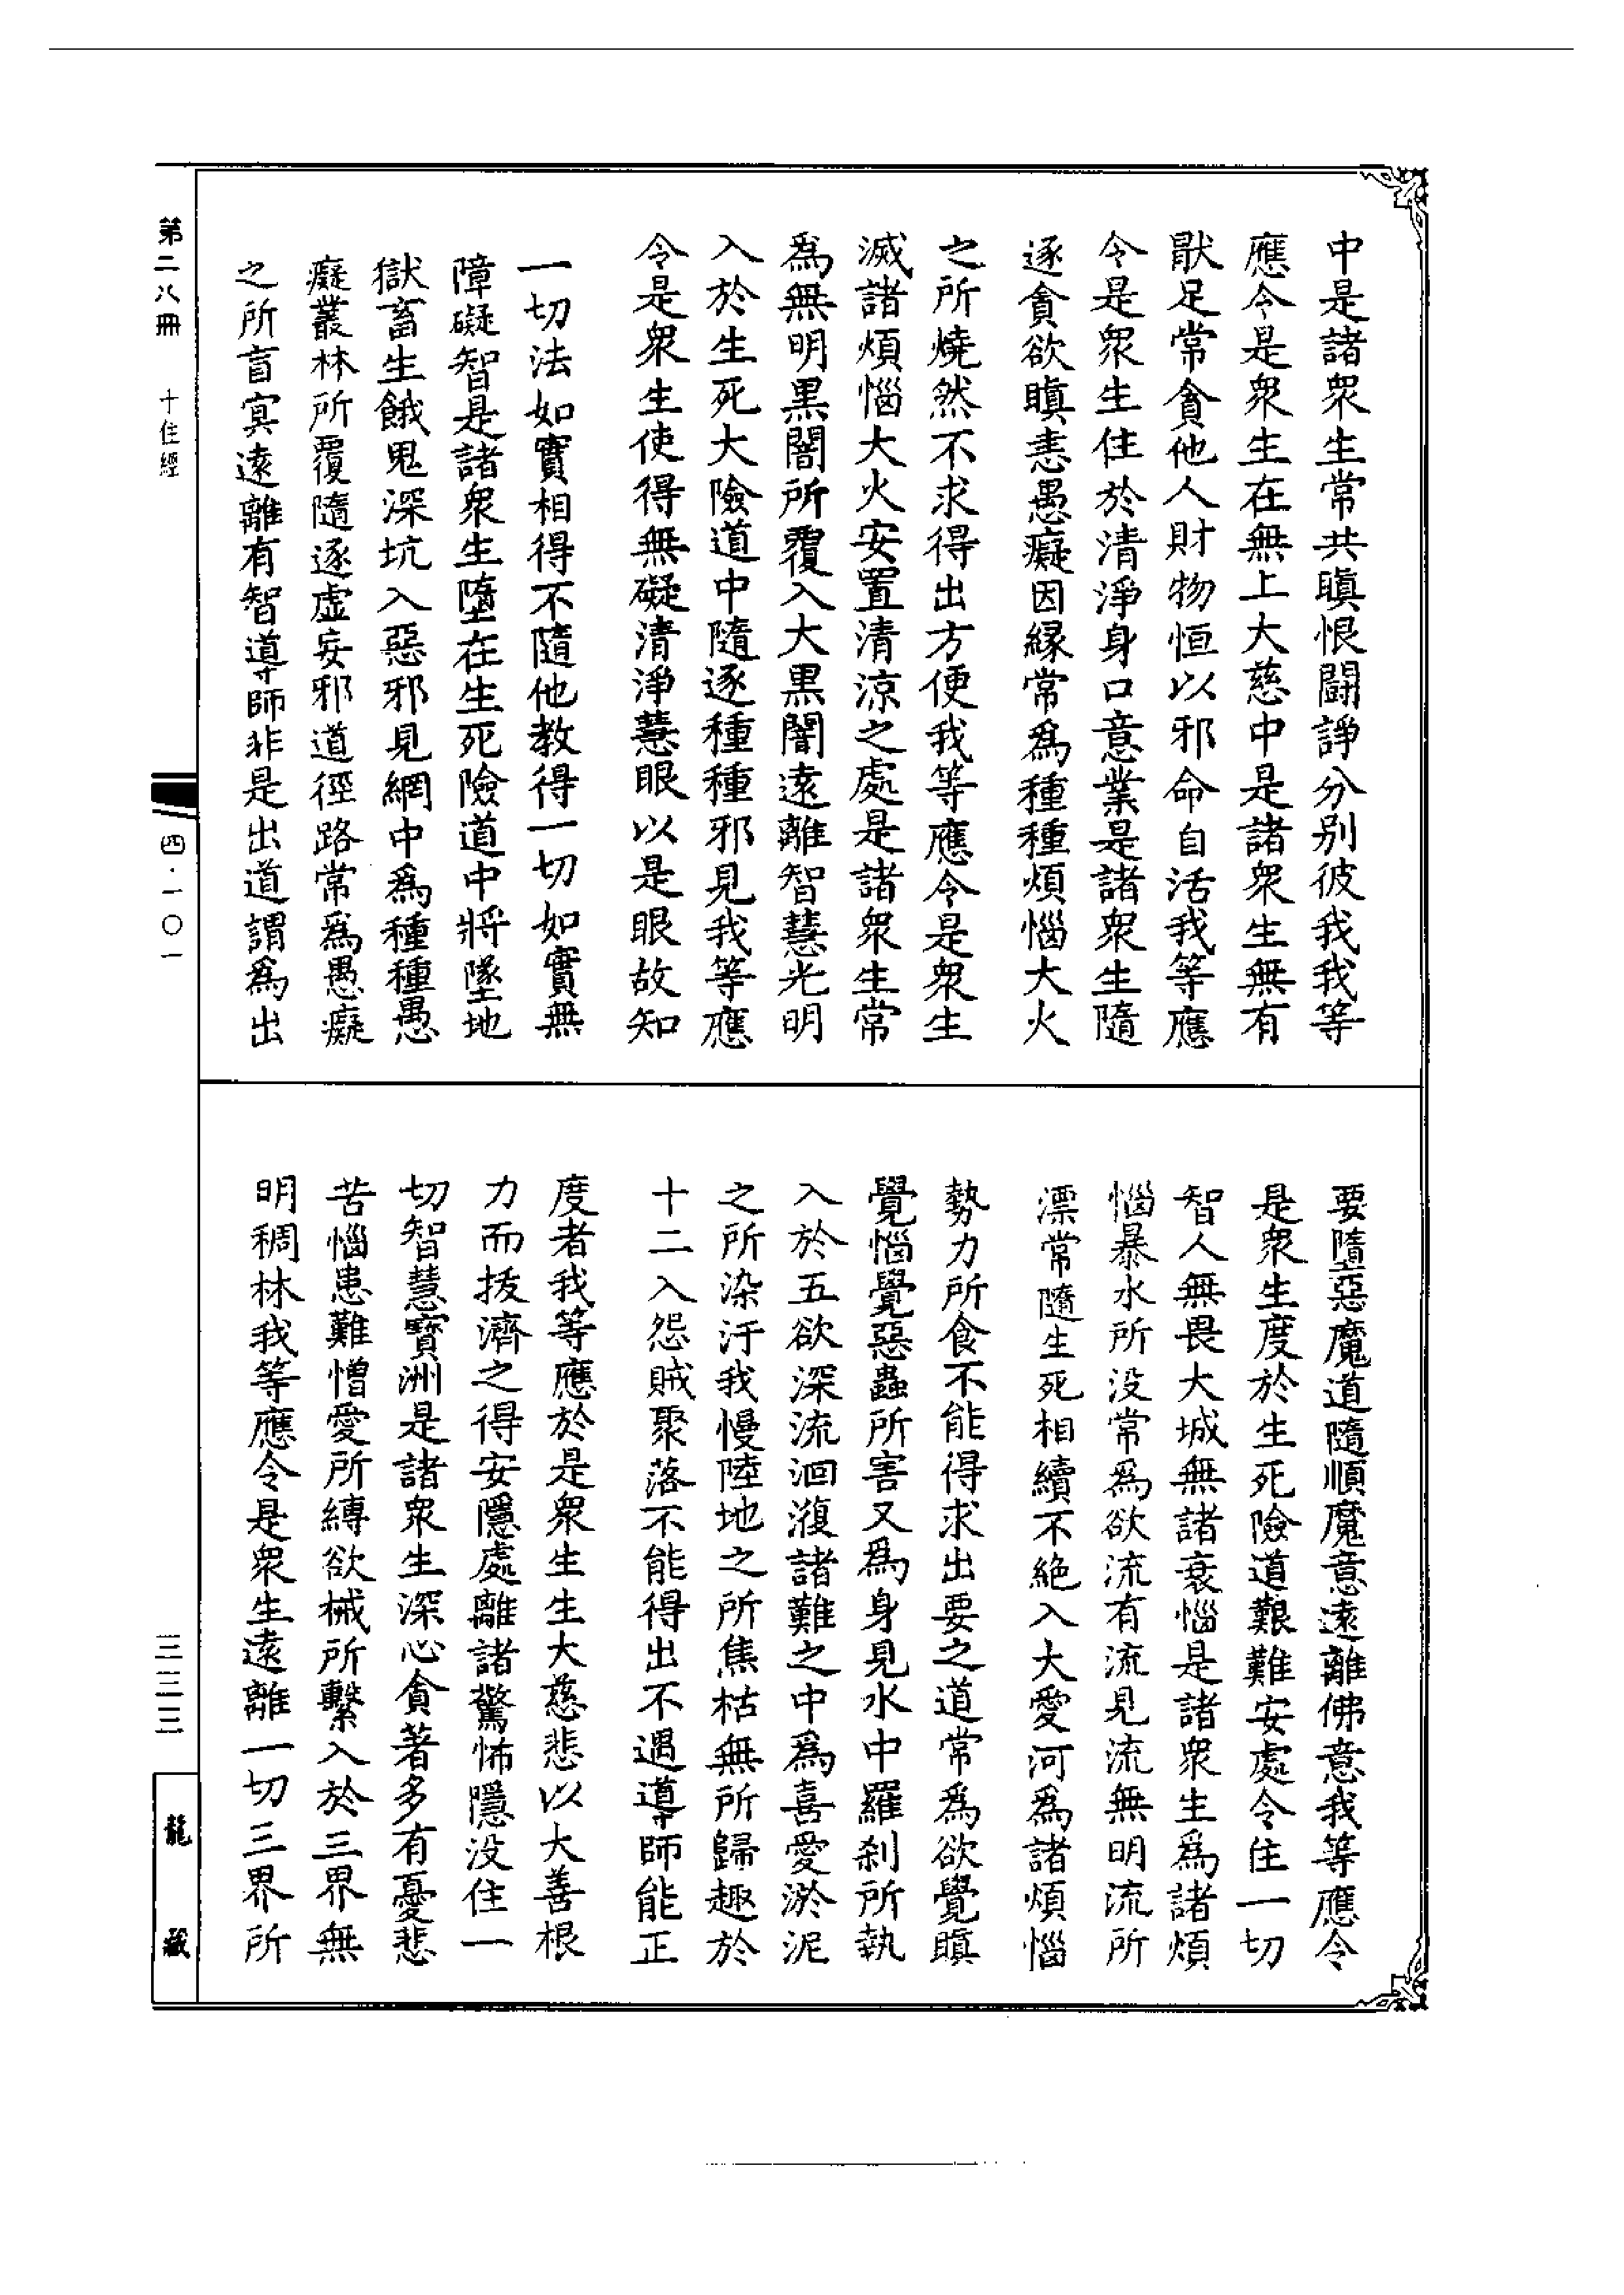 中是諸衆生常共瞋恨鬪諍分別彼我我等
應令是衆生在無上大慈中是諸衆生無有
猒足常貪他人財物恒以邪命自活我等應
令是衆生住於清淨身口意業是諸衆生隨
逐貪欲瞋恚愚癡因縁常爲種種煩惱大火
之所燒然不求得出方便我等應令是衆生
滅諸煩惱大火安置清涼之處是諸衆生常
爲無明黒闇所覆入大黒闇遠離智慧光明
入於生死大險道中隨逐種種邪見我等應
令是衆生使得無礙清淨慧眼以是眼故知
一切法如實相得不隨他教得一切如實無
障礙智是諸衆生墮在生死險道中將墜地
獄畜生餓鬼深坑入惡邪見網中爲種種愚
癡叢林所覆隨逐虚妄邪道徑路常爲愚癡
之所盲冥遠離有智導師非是出道謂爲出
要墮惡魔道隨順魔意遠離佛意我等應令
是衆生度於生死險道艱難安處令住一切
智人無畏大城無諸衰惱是諸衆生爲諸煩
惱暴水所没常爲欲流有流見流無明流所
漂常隨生死相續不絶入大愛河爲諸煩惱
勢力所食不能得求出要之道常爲欲覺瞋
覺惱覺惡蟲所害又爲身見水中羅刹所執
入於五欲深流洄澓諸難之中爲喜愛淤泥
之所染汙我慢陸地之所焦枯無所歸趣於
十二入怨賊聚落不能得出不遇導師能正
度者我等應於是衆生生大慈悲以大善根
力而拔濟之得安隱處離諸驚怖隱没住一
切智慧寶洲是諸衆生深心貪著多有憂悲
苦惱患難憎愛所縛欲械所繫入於三界無
明稠林我等應令是衆生遠離一切三界所
第二八冊 十住經
四·一〇一
三三三
龍藏